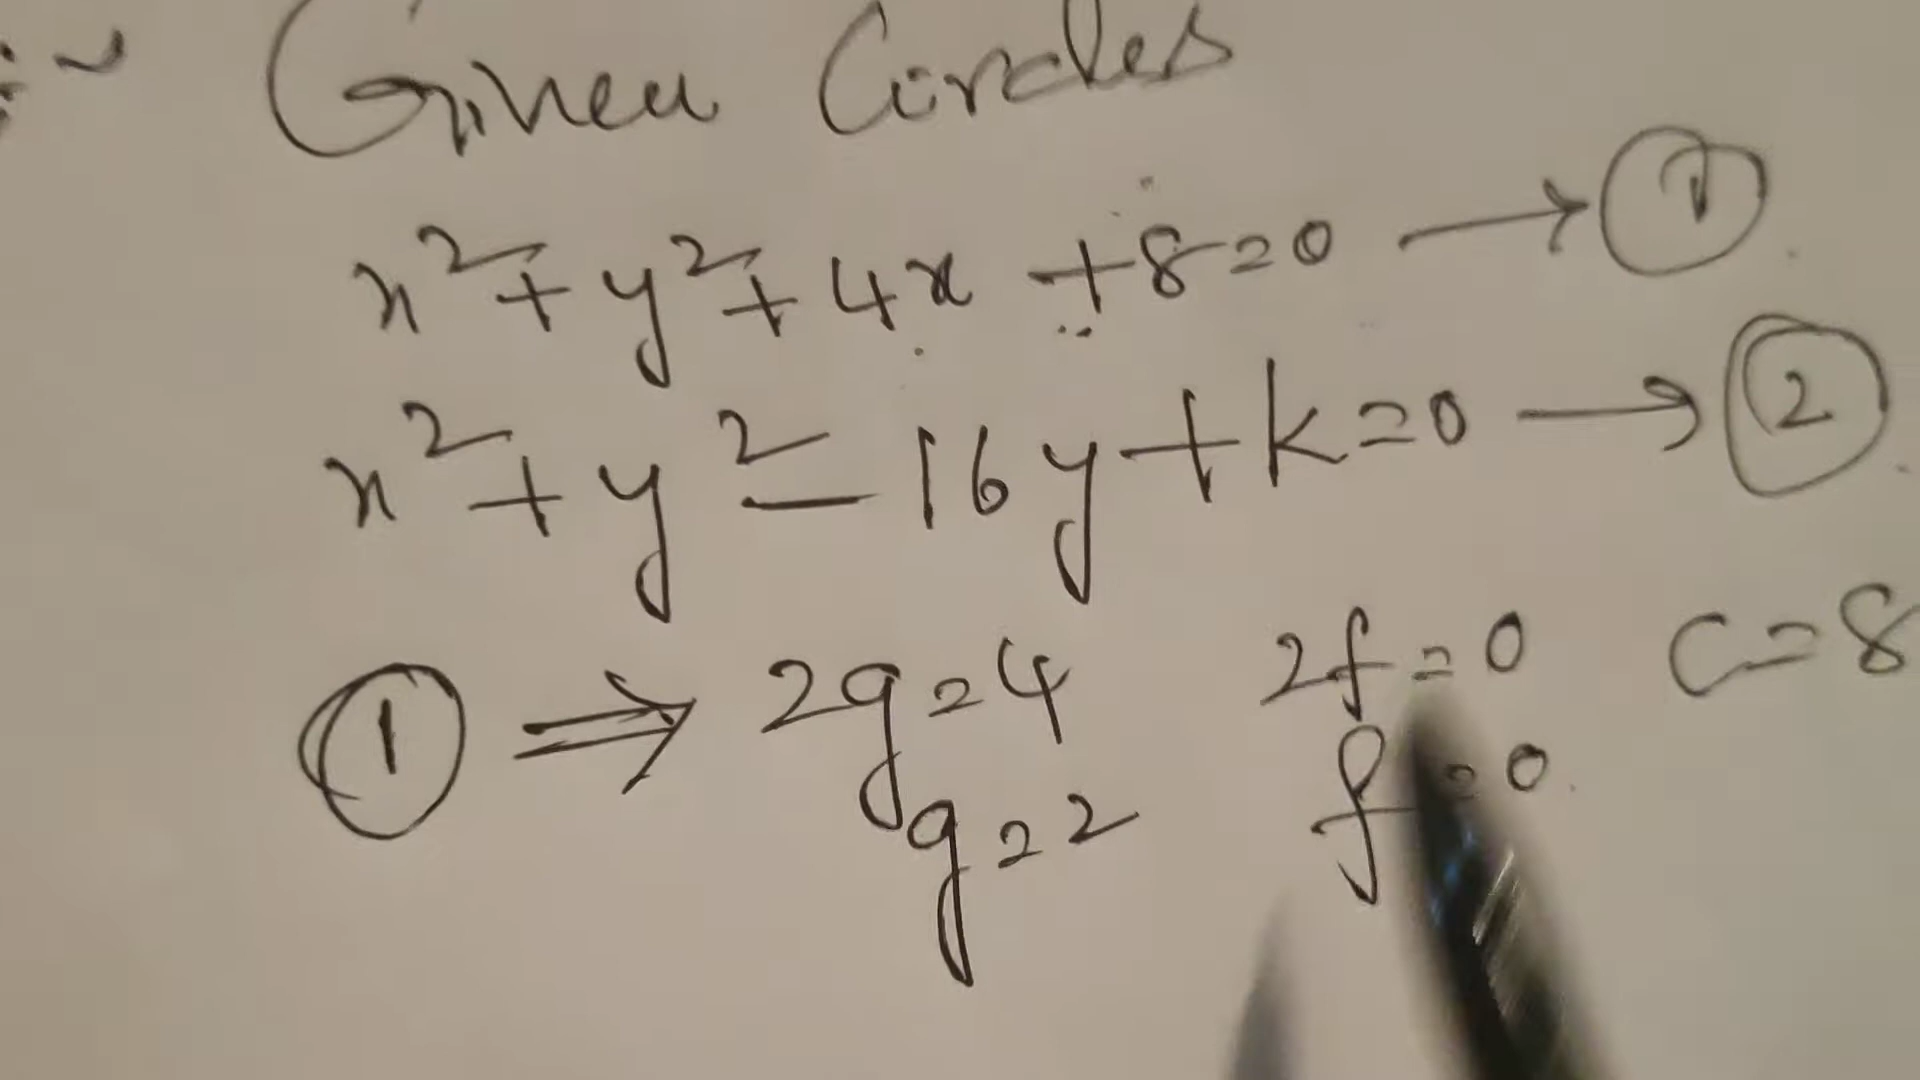 Given Circles
x²+y²+4x +8=0 → ①
x²+y²-16y+k=0 → ②
① ⇒ 2g=4 2f=0 c=8
g=2 f=0